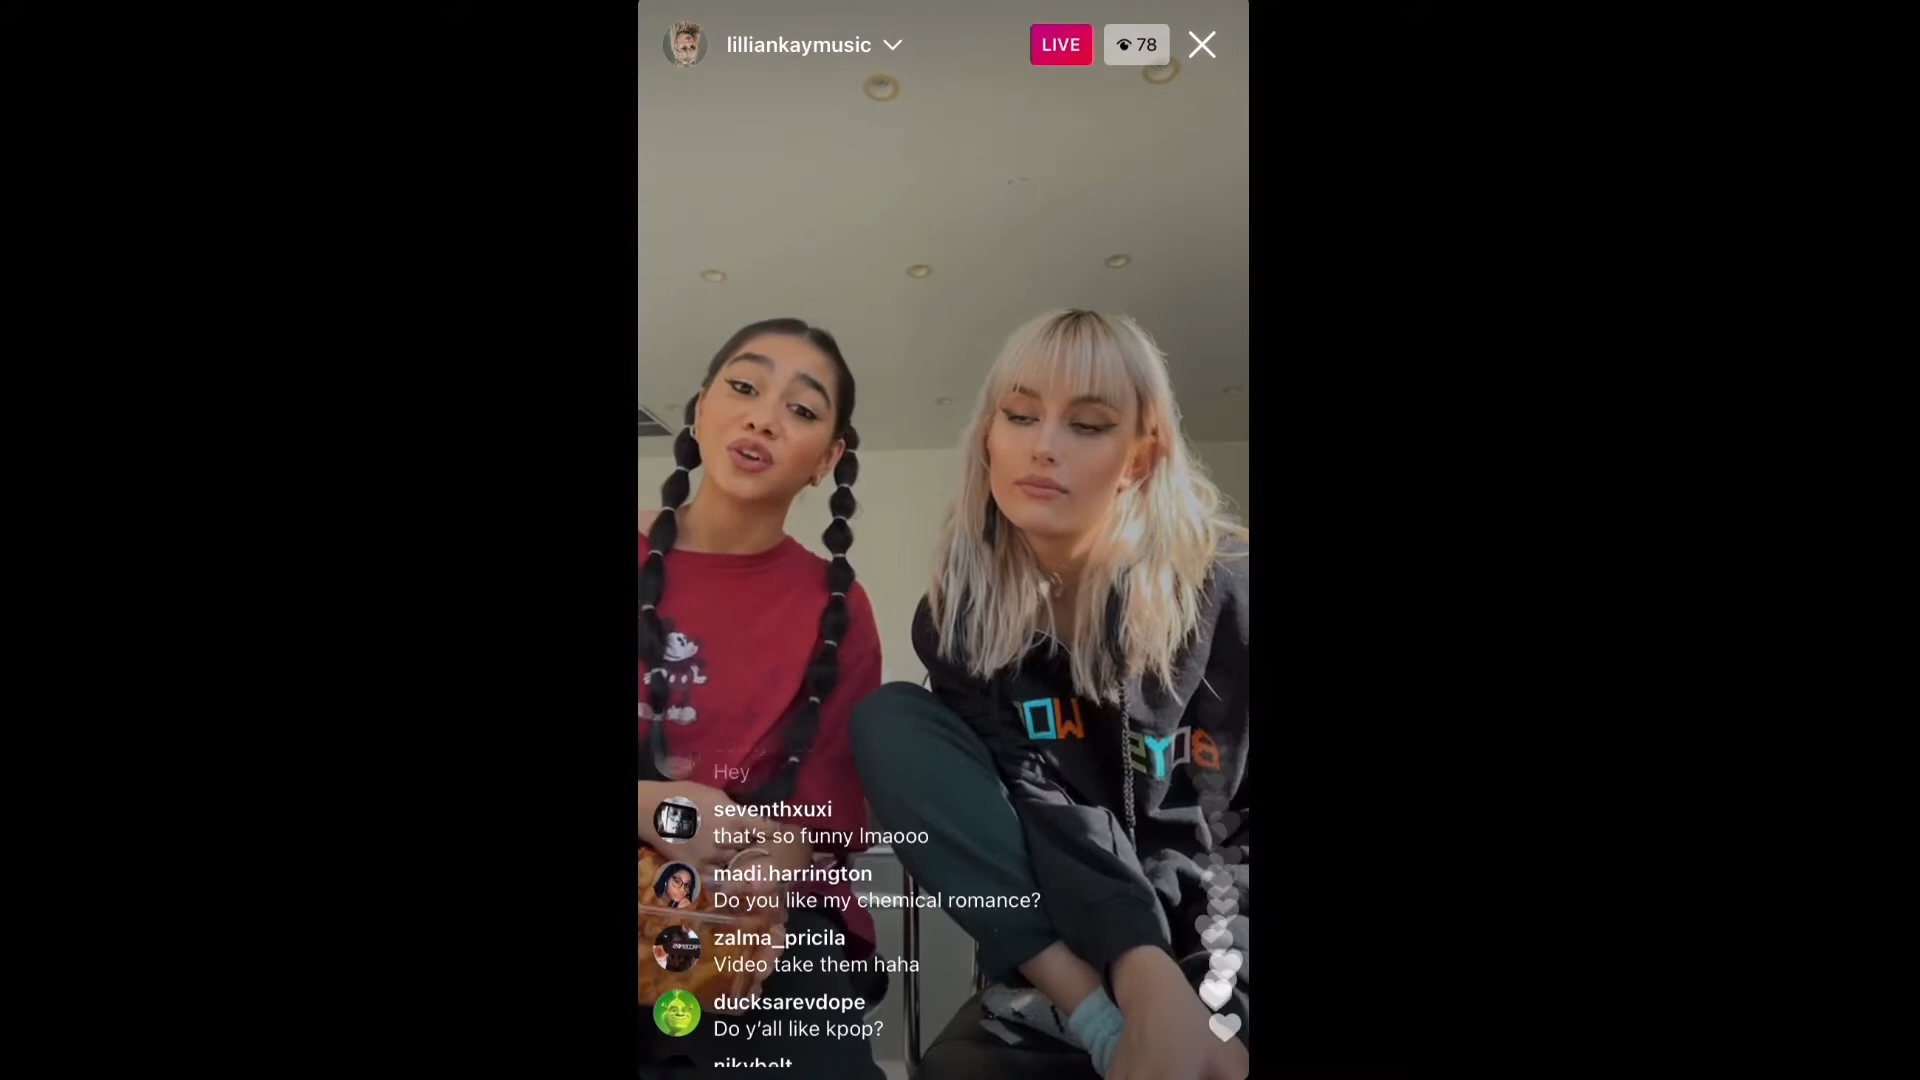 lilliankaymusic
LIVE
78
Hey
seventhxuxi
that's so funny lmaooo
madi.harrington
Do you like my chemical romance?
zalma_pricila
Video take them haha
ducksarevdope
Do y'all like kpop?